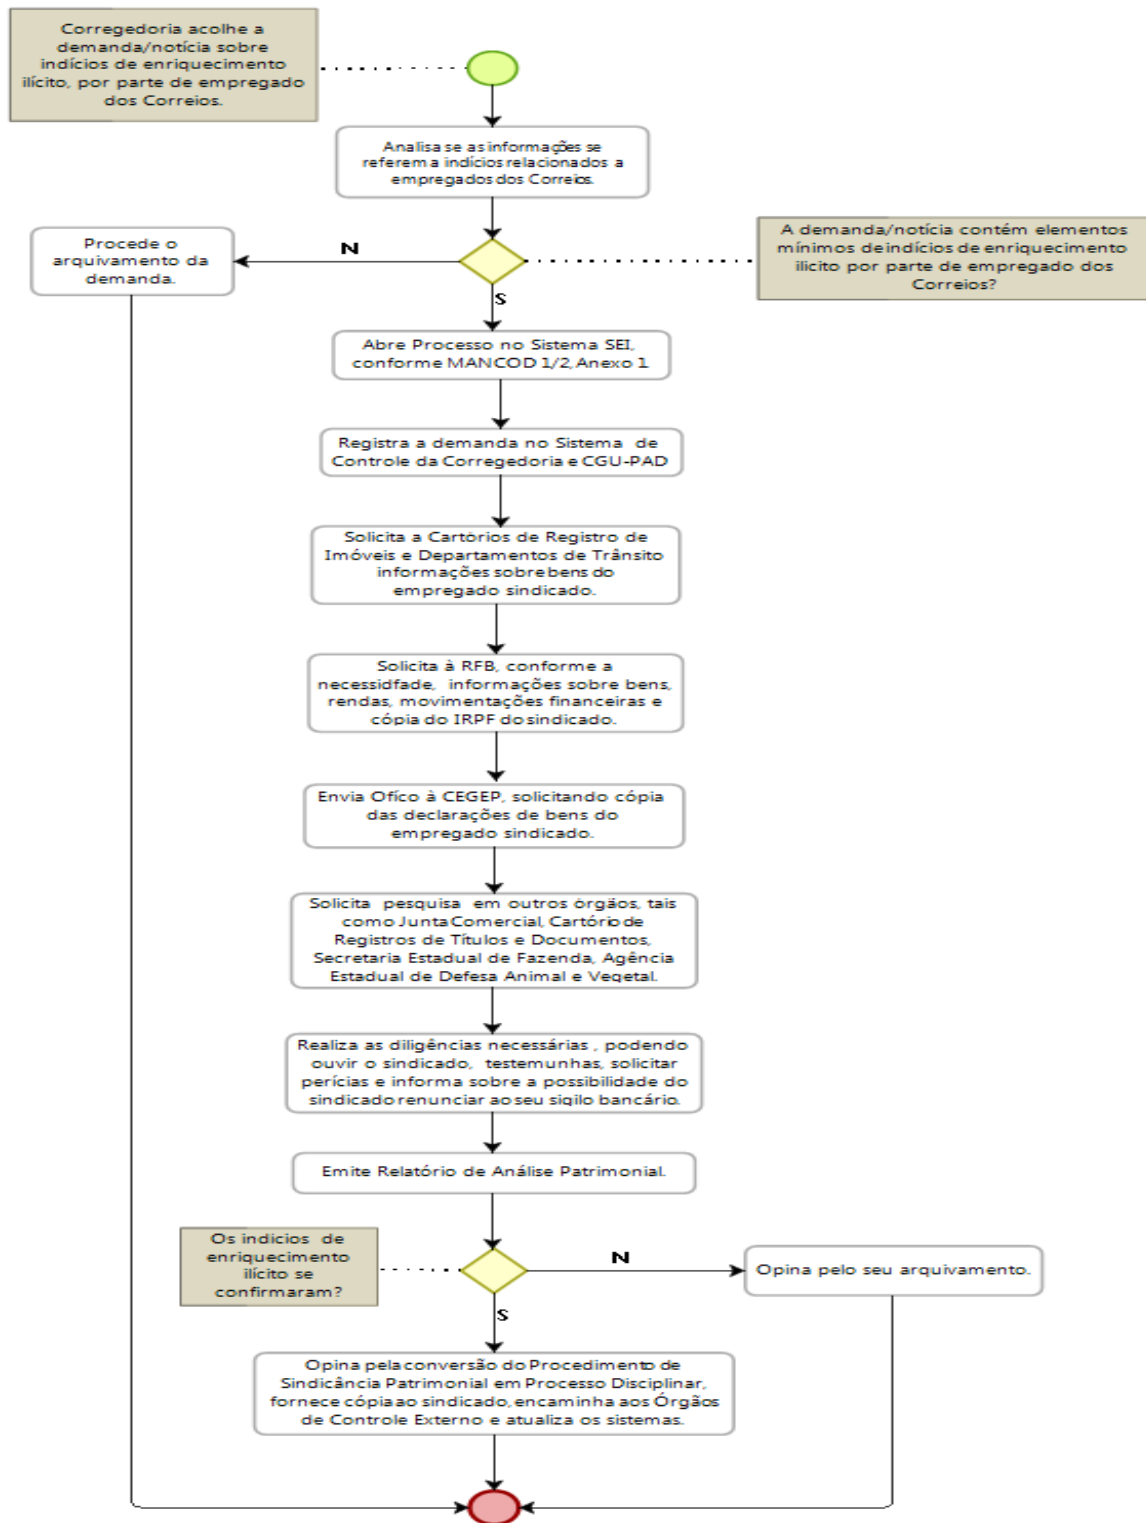 Corregedoria acolhe a
demanda/notícia sobre
indícios de enriquecimento
ilícito, por parte de empregado
dos Correios.
Analisa se as informações se
referem a indícios relacionados a
empregados dos Correios.
Procede o
arquivamento da
demanda.
N
A demanda/notícia contém elementos
mínimos de indícios de enriquecimento
ilicito por parte de empregado dos
Correios?
S
Abre Processo no Sistema SEI,
conforme MANCOD 1/2, Anexo 1
Registra a demanda no Sistema de
Controle da Corregedoria e CGU-PAD
Solicita a Cartórios de Registro de
Imóveis e Departamentos de Trânsito
informações sobre bens do
empregado sindicado.
Solicita à RFB, conforme a
necessidfade, informações sobre bens,
rendas, movimentações financeiras e
cópia do IRPF do sindicado.
Envia Ofíco à CEGEP, solicitando cópia
das declarações de bens do
empregado sindicado.
Solicita pesquisa em outros órgãos, tais
como Junta Comercial, Cartório de
Registros de Títulos e Documentos,
Secretaria Estadual de Fazenda, Agência
Estadual de Defesa Animal e Vegetal.
Realiza as diligências necessárias , podendo
ouvir o sindicado, testemunhas, solicitar
perícias e informa sobre a possibilidade do
sindicado renunciar ao seu sigilo bancário.
Emite Relatório de Análise Patrimonial.
Os indicios de
enriquecimento
ilícito se
confirmaram?
N
Opina pelo seu arquivamento.
S
Opina pela conversão do Procedimento de
Sindicância Patrimonial em Processo Disciplinar,
fornece cópia ao sindicado, encaminha aos Órgãos
de Controle Externo e atualiza os sistemas.